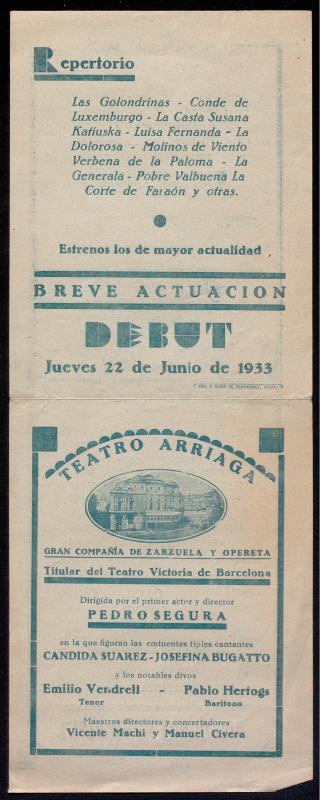 Repertorio
Las Golondrinas - Conde de
Luxemburgo - La Casta Susana
Katiuska - Luisa Fernanda - La
Dolorosa - Molinos de Viento
Verbena de la Paloma - La
Generala - Pobre Valbuena La
Corte de Faraón y otras.
Estrenos los de mayor actualidad
BREVE ACTUACION
DEBUT
Jueves 22 de Junio de 1933
TEATRO ARRIAGA
GRAN COMPAÑÍA DE ZARZUELA Y OPERETA
Titular del Teatro Victoria de Barcelona
Dirigida por el primer actor y director
PEDRO SEGURA
en la que figuran las eminentes tiples cantantes
CANDIDA SUAREZ-JOSEFINA BUGATTO
y los notables divos
Emilio Vendrell - Pablo Hertogs
Tenor Barítono
Maestros directores y concertadores
Vicente Machi y Manuel Civera